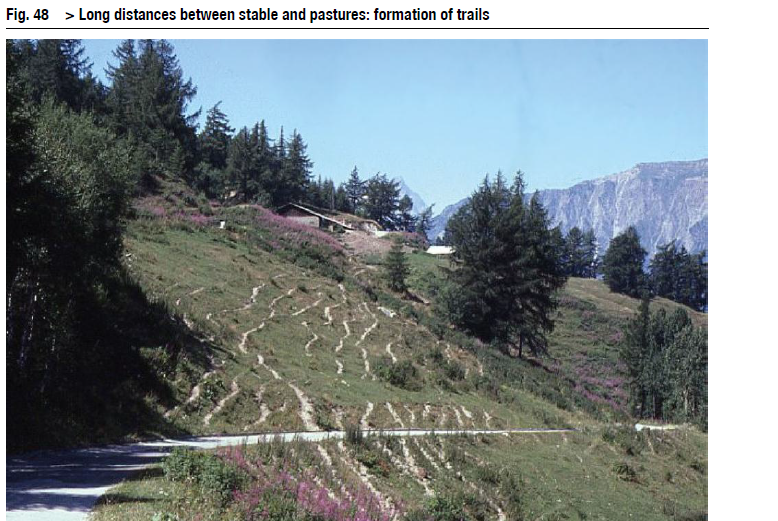 Fig. 48 > Long distances between stable and pastures: formation of trails